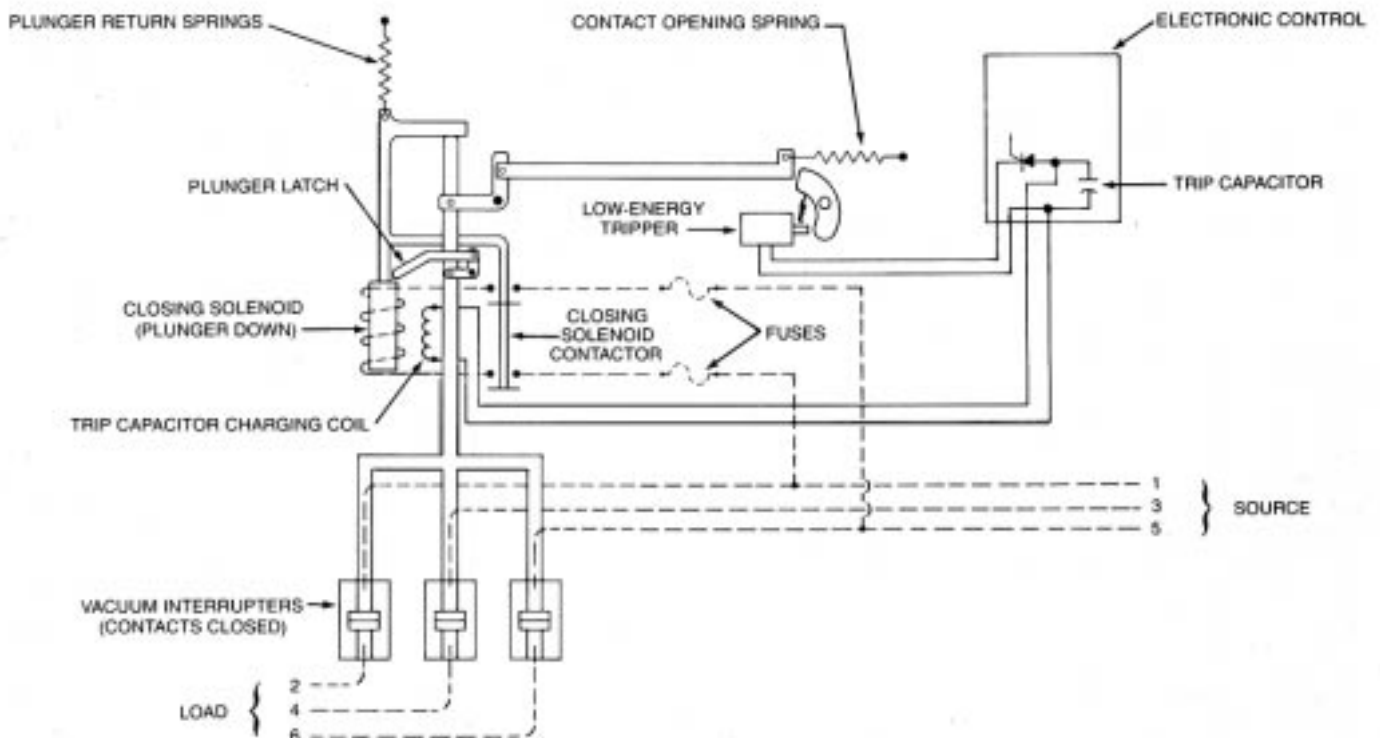 PLUNGER RETURN SPRINGS
CONTACT OPENING SPRING
ELECTRONIC CONTROL
PLUNGER LATCH
LOW-ENERGY
TRIPPER
TRIP CAPACITOR
CLOSING SOLENOID
(PLUNGER DOWN)
CLOSING
SOLENOID
CONTACTOR
FUSES
TRIP CAPACITOR CHARGING COIL
1
3
5
SOURCE
VACUUM INTERRUPTERS
(CONTACTS CLOSED)
2
4
6
LOAD